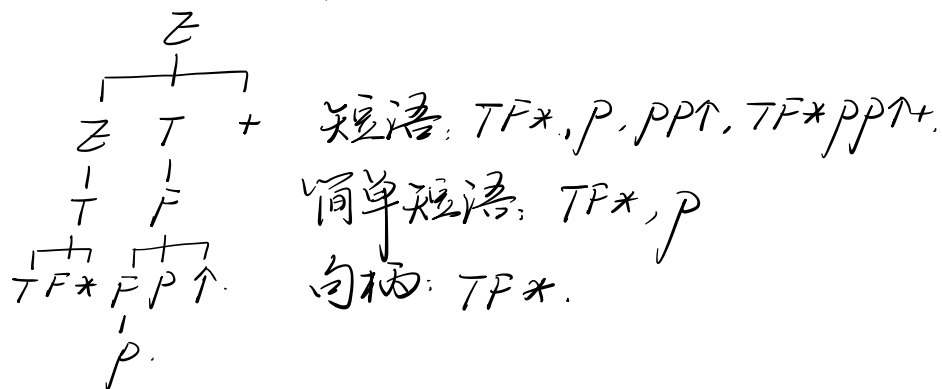 Z
Z T +
T F
T F * F P ↑.
P.
短语: TF*, P, PP↑, TF*PP↑+.
简单短语: TF*, P
句柄: TF*.